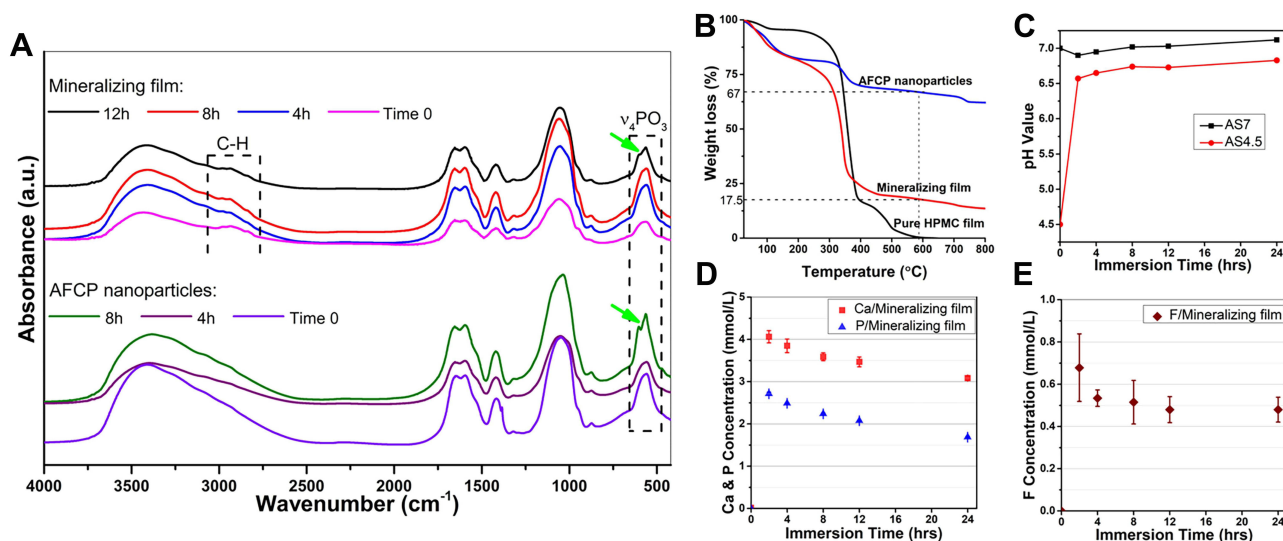 A
Mineralizing film:
12h 8h 4h Time 0
C-H
ν4PO3
AFCP nanoparticles:
8h 4h Time 0
Absorbance (a.u.)
4000 3500 3000 2500 2000 1500 1000 500
Wavenumber (cm-1)
B
100
75
67
50
25
17.5
0
AFCP nanoparticles
Mineralizing film
Pure HPMC film
Weight loss (%)
100 200 300 400 500 600 700 800
Temperature (°C)
C
7.0
6.5
6.0
5.5
5.0
4.5
AS7
AS4.5
pH Value
0 4 8 12 16 20 24
Immersion Time (hrs)
D
5
4
3
2
1
0
Ca/Mineralizing film
P/Mineralizing film
Ca & P Concentration (mmol/L)
0 4 8 12 16 20 24
Immersion Time (hrs)
E
1.0
0.8
0.6
0.4
0.2
0.0
F/Mineralizing film
F Concentration (mmol/L)
0 4 8 12 16 20 24
Immersion Time (hrs)